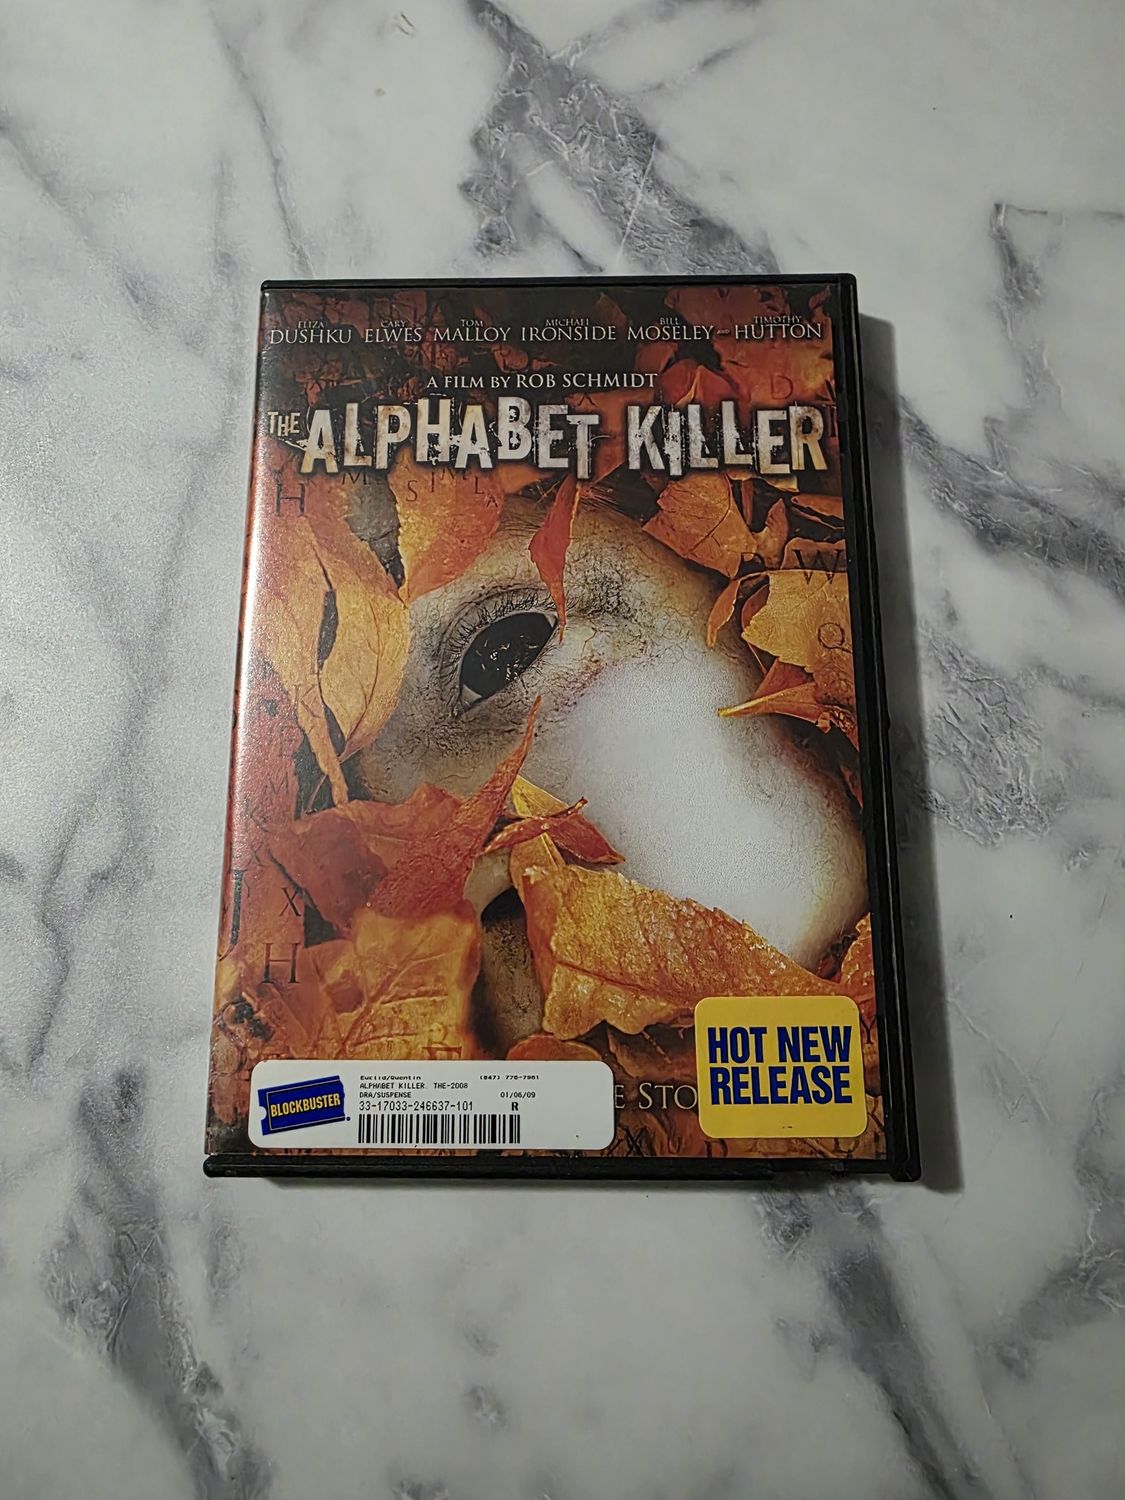 ELIZA DUSHKU CARY ELWES TOM MALLOY MICHAEL IRONSIDE BILL MOSELEY AND TIMOTHY HUTTON
A FILM BY ROB SCHMIDT
THE ALPHABET KILLER
HOT NEW
RELEASE
E STO
BLOCKBUSTER
Euclid/Quentin (847) 776-7961
ALPHABET KILLER, THE-2008
DRA/SUSPENSE 01/06/09
33-17033-246637-101 R